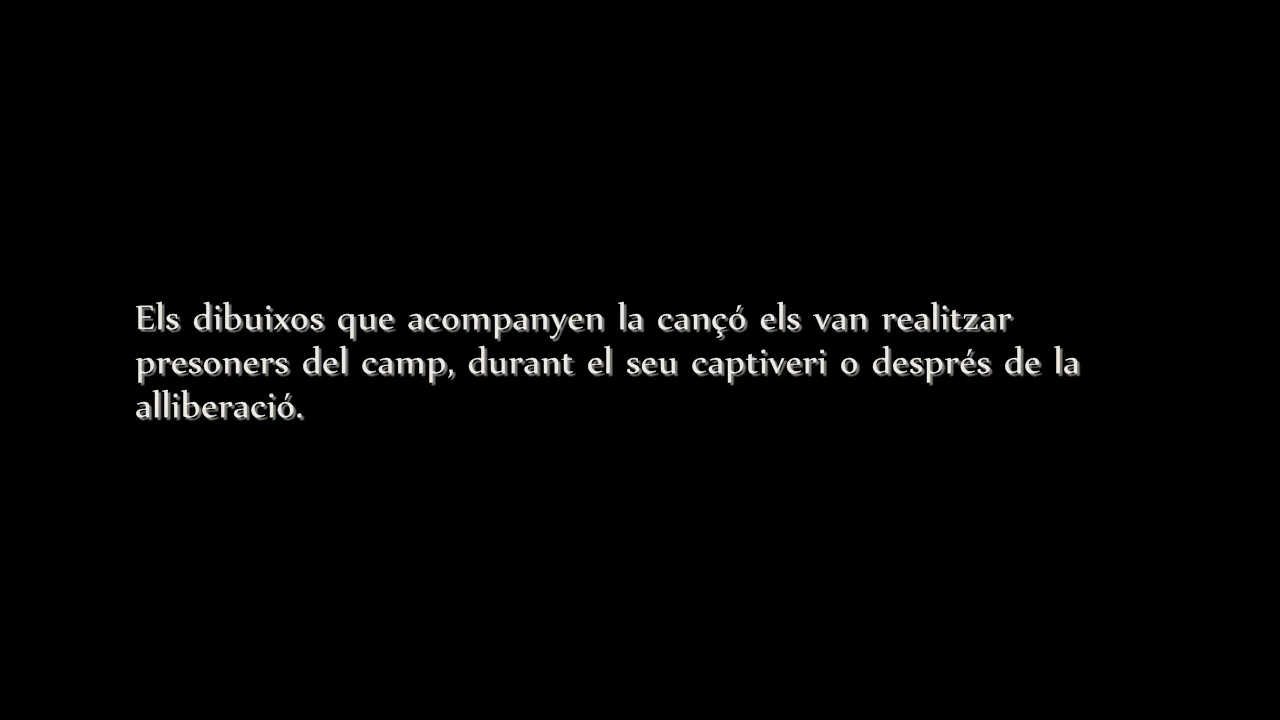 Els dibuixos que acompanyen la cançó els van realitzar
presoners del camp, durant el seu captiveri o després de la
alliberació.